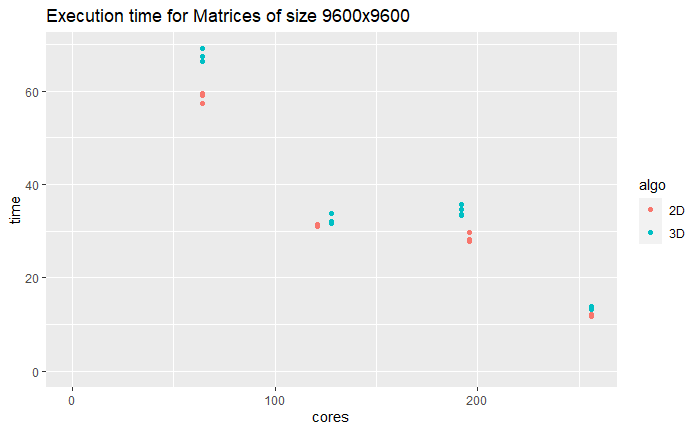 Execution time for Matrices of size 9600x9600
60
40
20
0
time
0 100 200
cores
algo
2D
3D